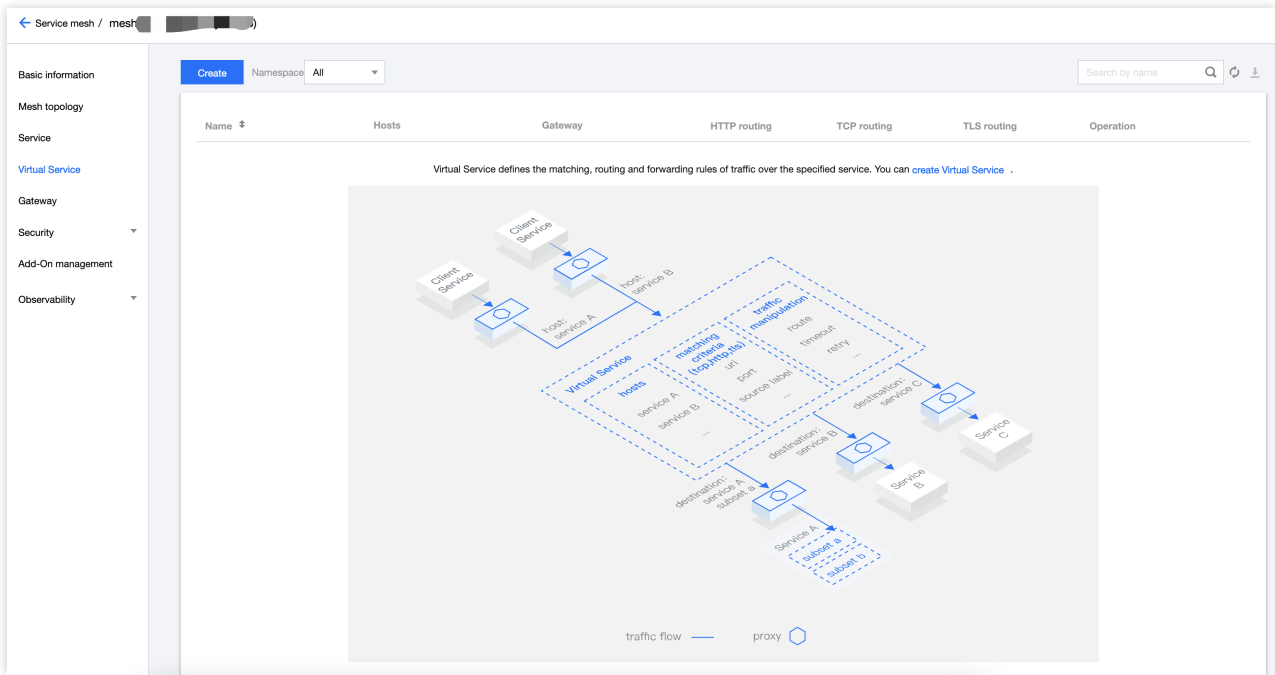 Service mesh / mesh )
Basic information
Mesh topology
Service
Virtual Service
Gateway
Security
Add-On management
Observability
Create Namespace All
Search by name
Name Hosts Gateway HTTP routing TCP routing TLS routing Operation
Virtual Service defines the matching, routing and forwarding rules of traffic over the specified service. You can create Virtual Service .
Client
Service
Client
Service
host:
service B
host:
service A
Virtual Service
hosts
service A
service B
...
matching
criteria
(tcp,http,tls)
uri
port
source label
...
traffic
manipulation
route
timeout
retry
...
destination:
service C
Service
C
destination:
service B
Service
B
destination:
service A
subset a
Service A
subset a
subset b
traffic flow
proxy